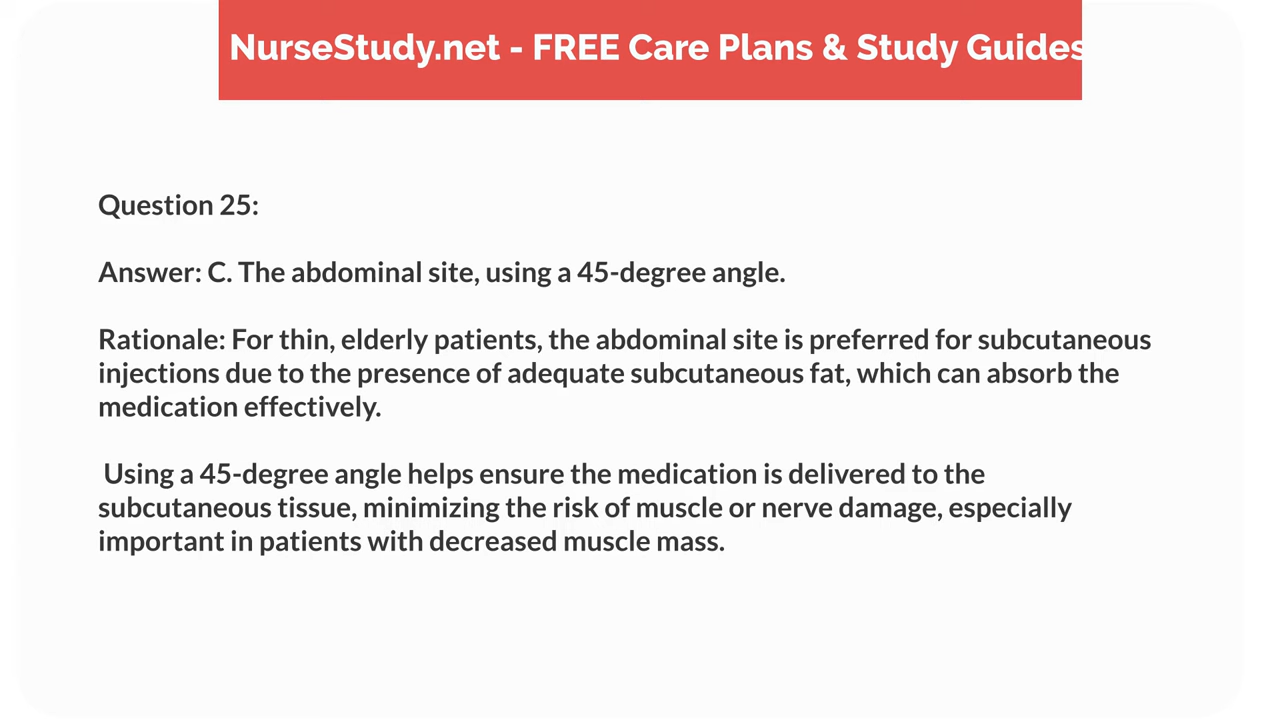 NurseStudy.net - FREE Care Plans & Study Guides
Question 25:
Answer: C. The abdominal site, using a 45-degree angle.
Rationale: For thin, elderly patients, the abdominal site is preferred for subcutaneous
injections due to the presence of adequate subcutaneous fat, which can absorb the
medication effectively.
Using a 45-degree angle helps ensure the medication is delivered to the
subcutaneous tissue, minimizing the risk of muscle or nerve damage, especially
important in patients with decreased muscle mass.